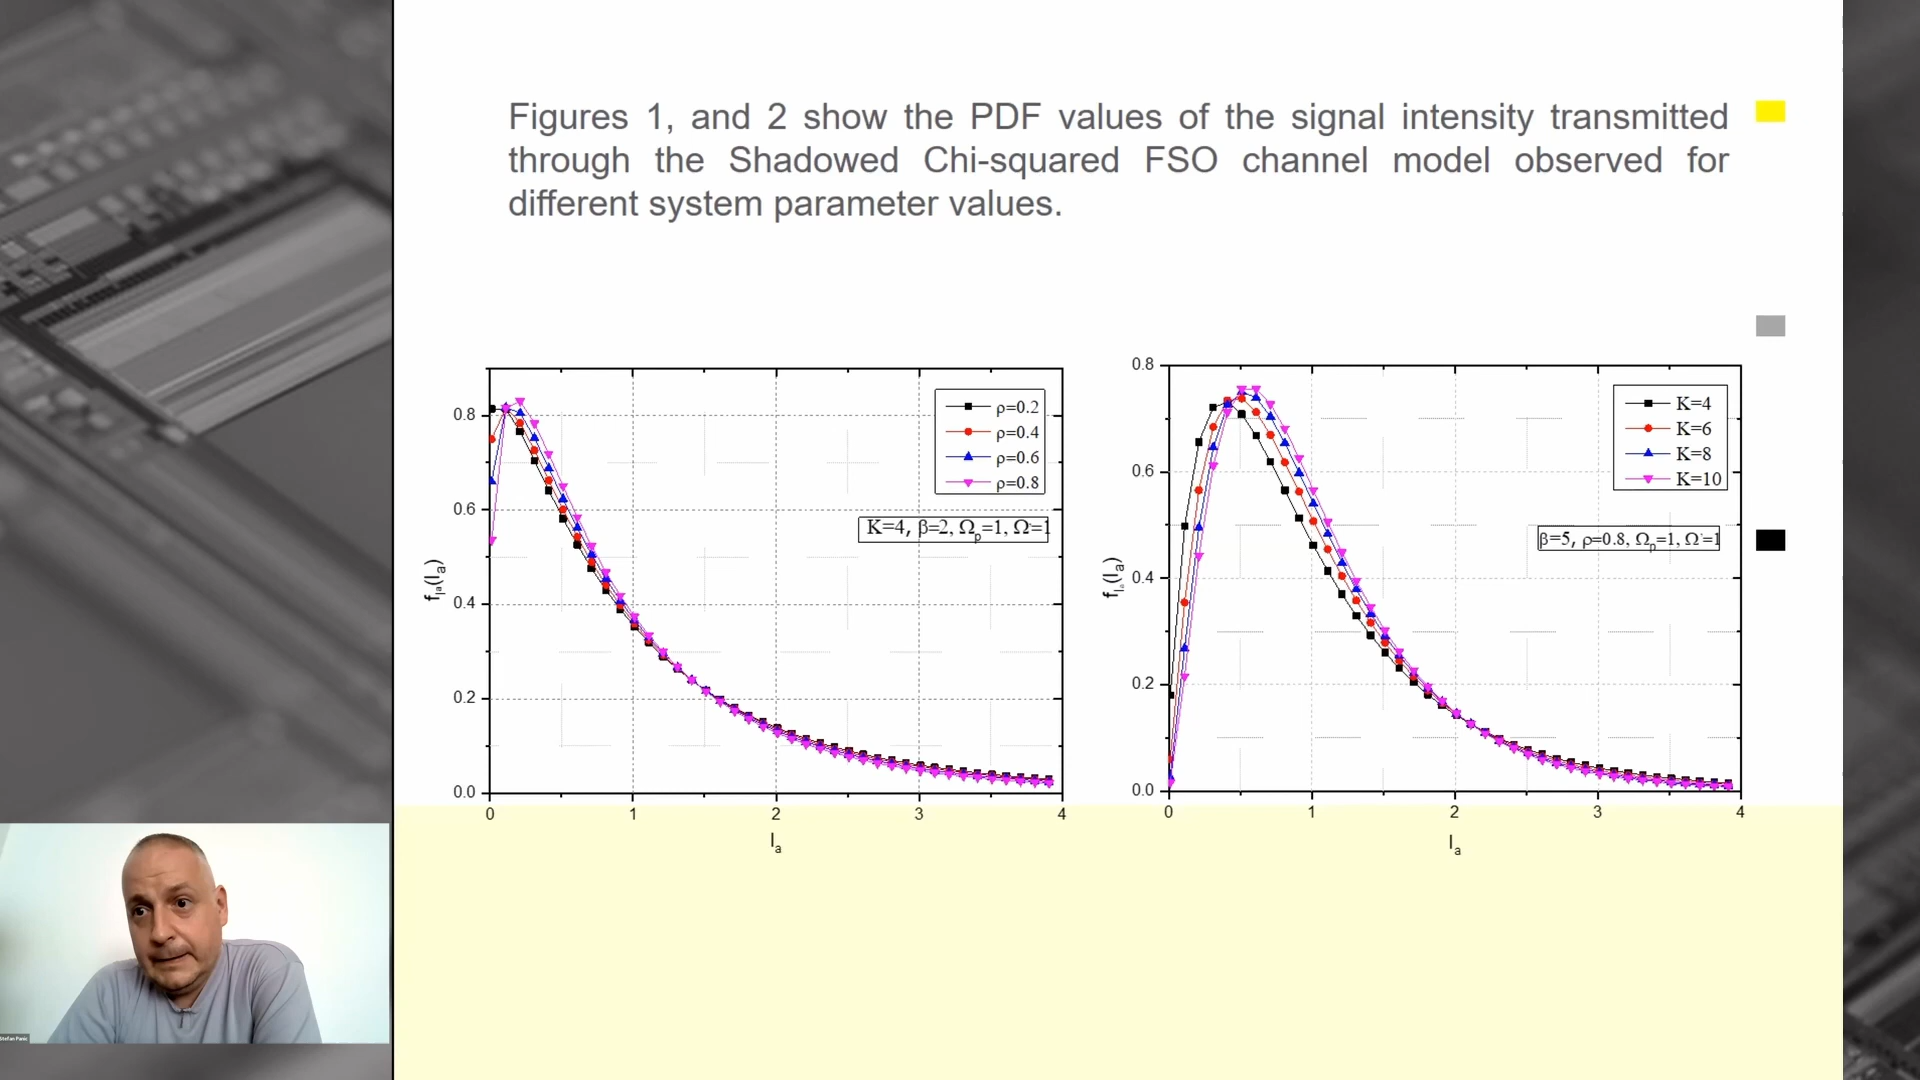 Figures 1, and 2 show the PDF values of the signal intensity transmitted
through the Shadowed Chi-squared FSO channel model observed for
different system parameter values.
0.8
0.6
0.4
0.2
0.0
0
1
2
3
4
fIa(Ia)
Ia
ρ=0.2
ρ=0.4
ρ=0.6
ρ=0.8
K=4, β=2, Ωp=1, Ω=1
0.8
0.6
0.4
0.2
0.0
0
1
2
3
4
fIa(Ia)
Ia
K=4
K=6
K=8
K=10
β=5, ρ=0.8, Ωp=1, Ω=1
Stefan Panic